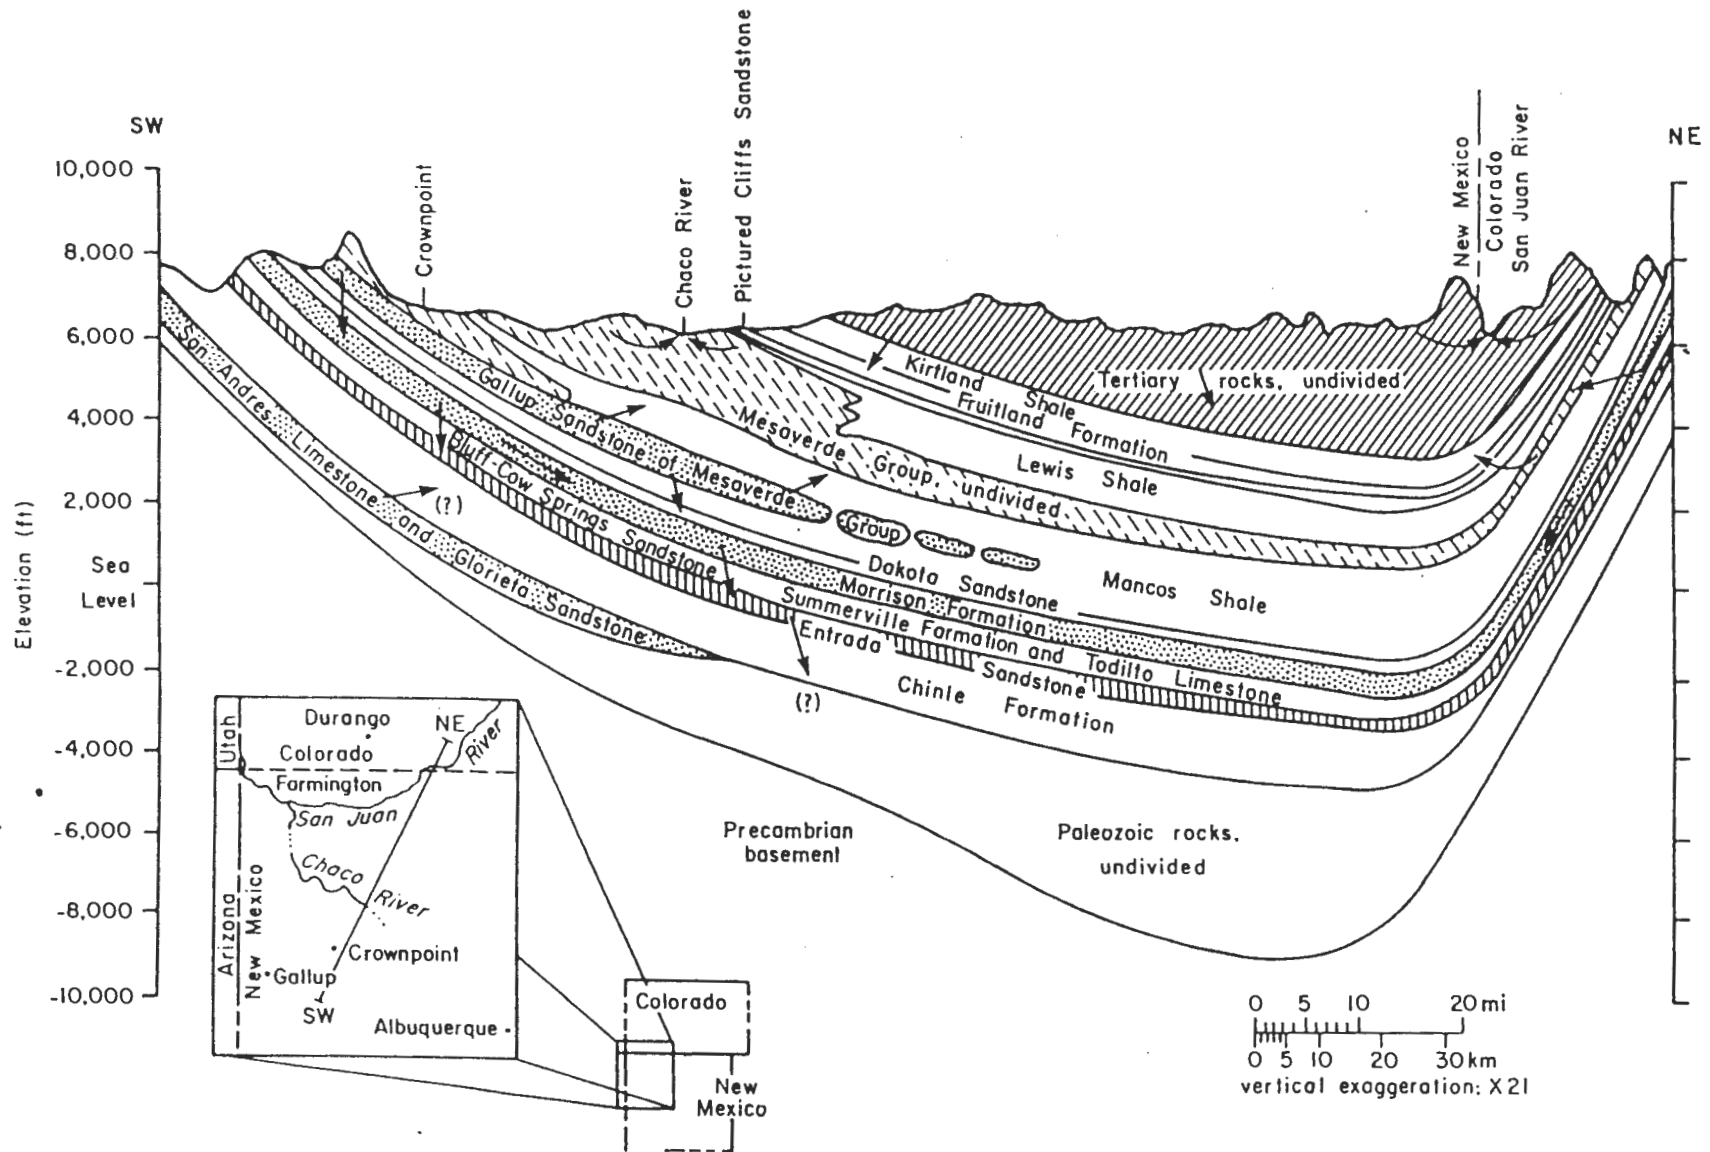 SW
NE
Crownpoint
Chaco River
Pictured Cliffs Sandstone
New Mexico
Colorado
San Juan River
Elevation (ft)
10,000
8,000
6,000
4,000
2,000
Sea
Level
-2,000
-4,000
-6,000
-8,000
-10,000
Kirtland
Shale
Tertiary rocks, undivided
Fruitland Formation
Lewis Shale
Mesaverde Group, undivided
Gallup Sandstone of Mesaverde
Group
Mancos Shale
Dakota Sandstone
Morrison Formation
Bluff-Cow Springs Sandstone
Summerville Formation and Todilto Limestone
Entrada Sandstone
San Andres Limestone and Glorieta Sandstone
(?)
(?)
Chinle Formation
Precambrian
basement
Paleozoic rocks,
undivided
Utah
Durango
NE
Colorado
River
Farmington
San Juan
Chaco River
Arizona
New Mexico
Crownpoint
Gallup
SW
Albuquerque
Colorado
New
Mexico
0 5 10 20 mi
0 5 10 20 30 km
vertical exaggeration: X21